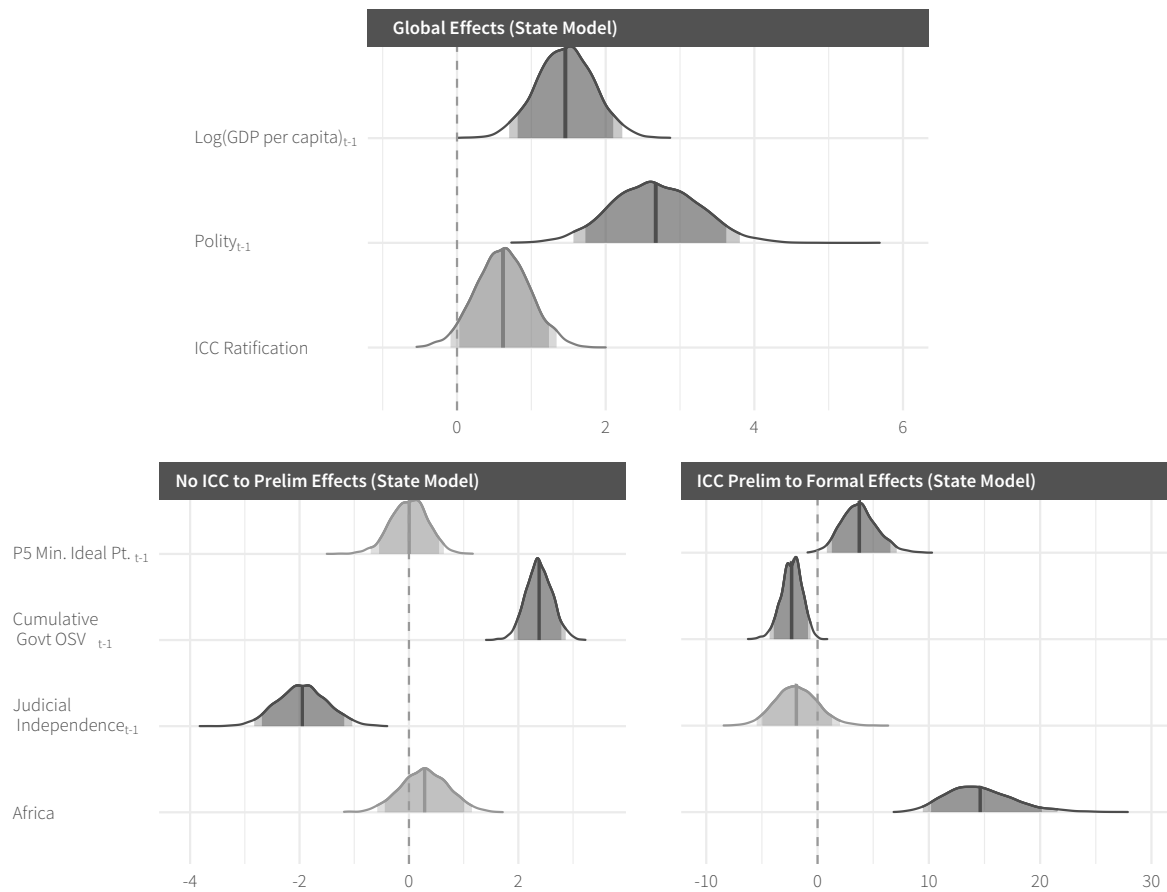 Global Effects (State Model)
Log(GDP per capita)t-1
Polityt-1
ICC Ratification
0 2 4 6
No ICC to Prelim Effects (State Model)
ICC Prelim to Formal Effects (State Model)
P5 Min. Ideal Pt. t-1
Cumulative
Govt OSV t-1
Judicial
Independencet-1
Africa
-4 -2 0 2
-10 0 10 20 30